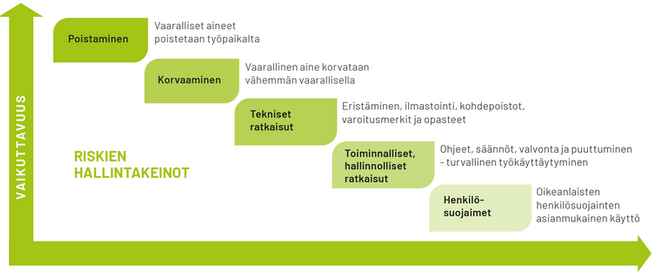 Poistaminen
Vaaralliset aineet
poistetaan työpaikalta
Korvaaminen
Vaarallinen aine korvataan
vähemmän vaarallisella
Tekniset
ratkaisut
Eristäminen, ilmastointi, kohdepoistot,
varoitusmerkit ja opasteet
Toiminnalliset,
hallinnolliset
ratkaisut
Ohjeet, säännöt, valvonta ja puuttuminen
- turvallinen työkäyttäytyminen
Henkilö-
suojaimet
Oikeanlaisten
henkilösuojainten
asianmukainen käyttö
RISKIEN
HALLINTAKEINOT
VAIKUTTAVUUS